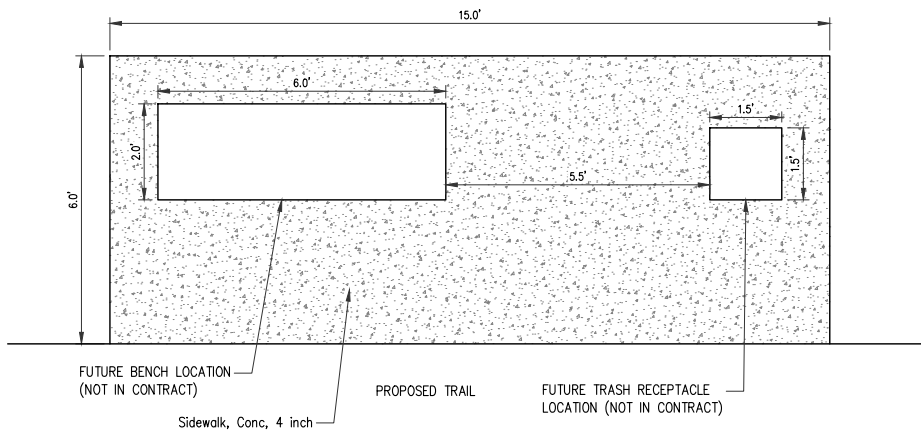 15.0'
6.0'
1.5'
2.0'
1.5'
5.5'
6.0'
FUTURE BENCH LOCATION
(NOT IN CONTRACT)
PROPOSED TRAIL
FUTURE TRASH RECEPTACLE
LOCATION (NOT IN CONTRACT)
Sidewalk, Conc, 4 inch